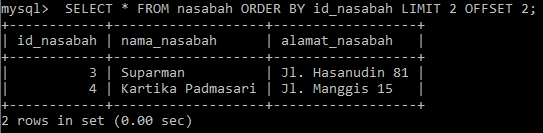 mysql>  SELECT * FROM nasabah ORDER BY id_nasabah LIMIT 2 OFFSET 2;
+------------+-------------------+------------------+
| id_nasabah | nama_nasabah      | alamat_nasabah   |
+------------+-------------------+------------------+
|          3 | Suparman          | Jl. Hasanudin 81 |
|          4 | Kartika Padmasari | Jl. Manggis 15   |
+------------+-------------------+------------------+
2 rows in set (0.00 sec)